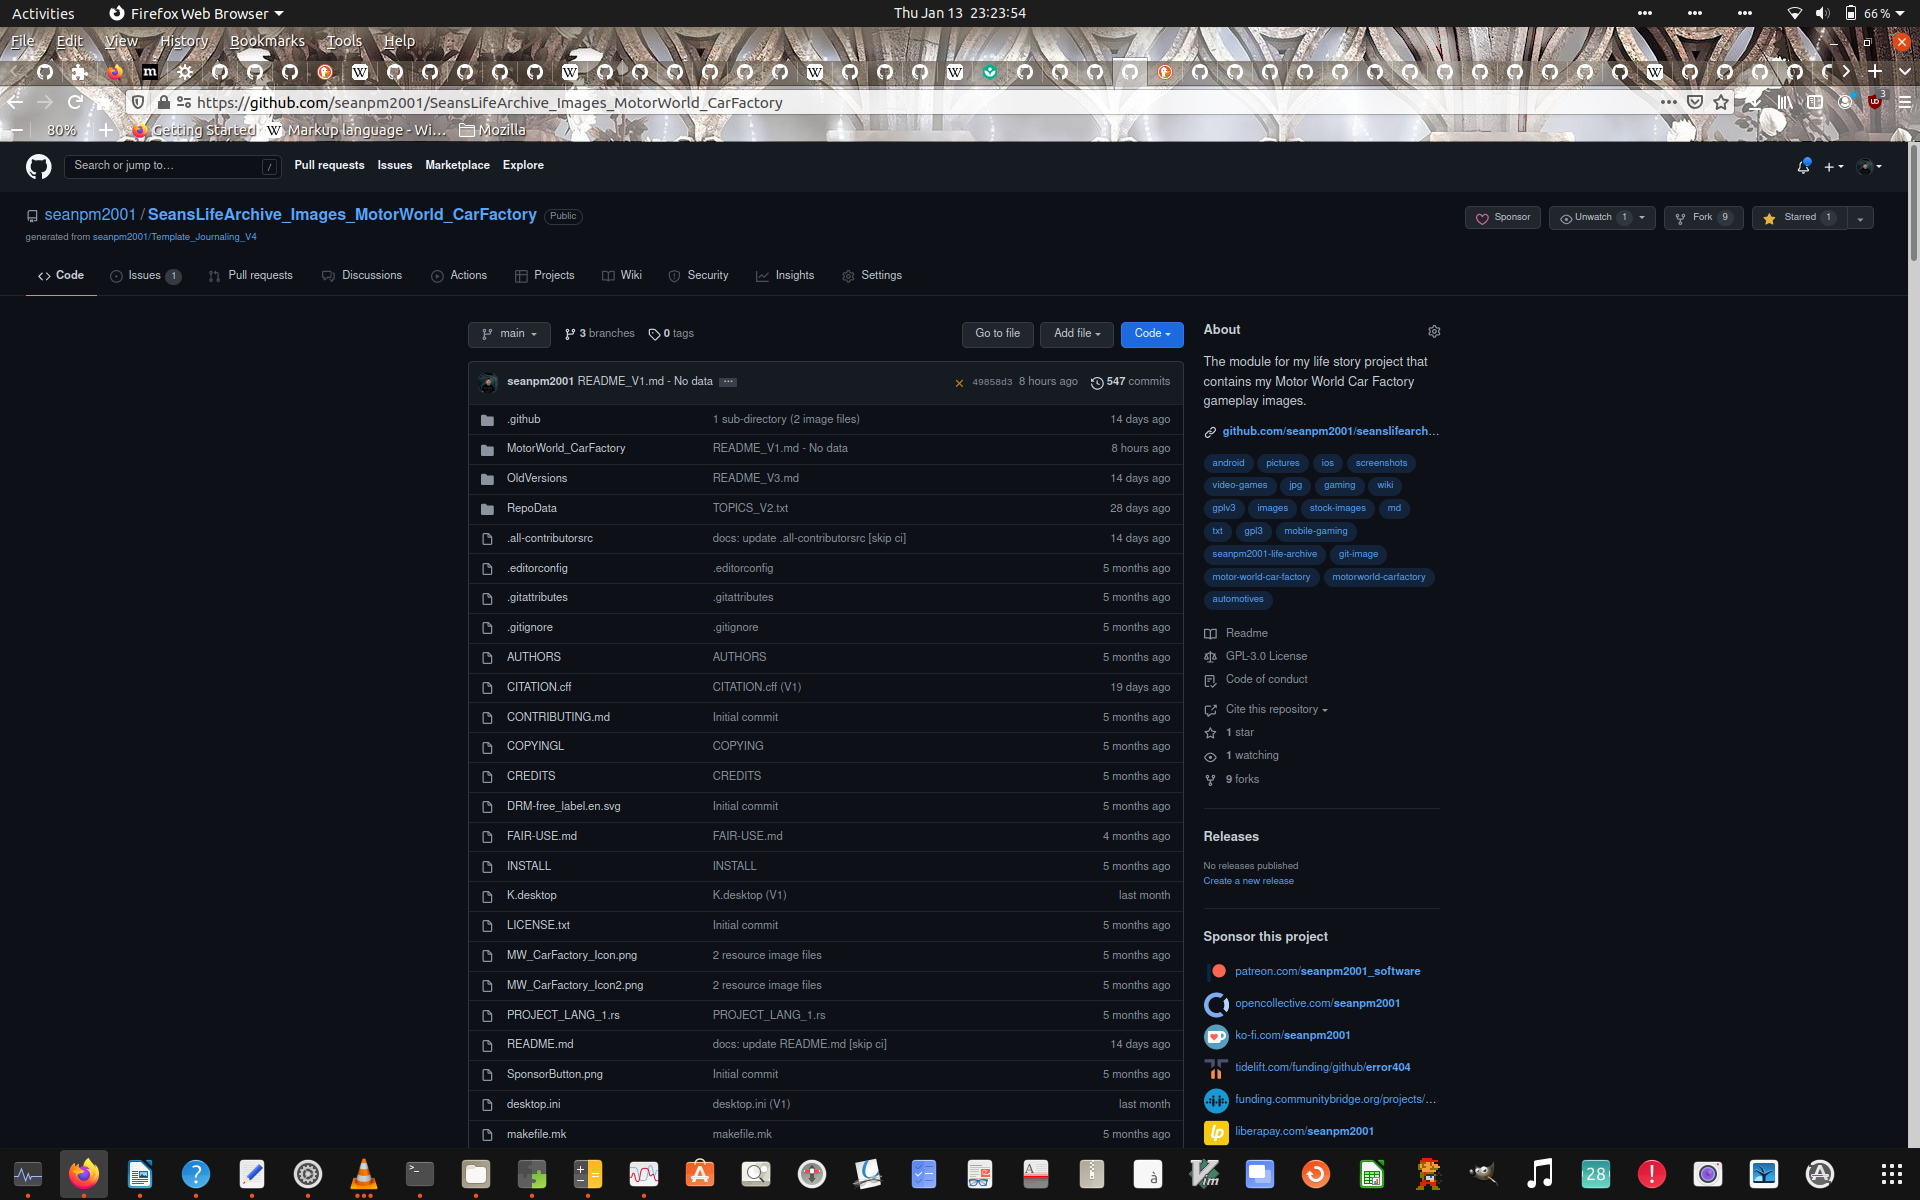 Activities Firefox Web Browser Thu Jan 13 23:23:54 66%
File Edit View History Bookmarks Tools Help
https://github.com/seanpm2001/SeansLifeArchive_Images_MotorWorld_CarFactory 3
80% Getting Started Markup language - Wi… Mozilla
Search or jump to… / Pull requests Issues Marketplace Explore
seanpm2001 / SeansLifeArchive_Images_MotorWorld_CarFactory Public Sponsor Unwatch 1 Fork 9 Starred 1
generated from seanpm2001/Template_Journaling_V4
Code Issues 1 Pull requests Discussions Actions Projects Wiki Security Insights Settings
main 3 branches 0 tags Go to file Add file Code
seanpm2001 README_V1.md - No data ··· 49858d3 8 hours ago 547 commits
.github 1 sub-directory (2 image files) 14 days ago
MotorWorld_CarFactory README_V1.md - No data 8 hours ago
OldVersions README_V3.md 14 days ago
RepoData TOPICS_V2.txt 28 days ago
.all-contributorsrc docs: update .all-contributorsrc [skip ci] 14 days ago
.editorconfig .editorconfig 5 months ago
.gitattributes .gitattributes 5 months ago
.gitignore .gitignore 5 months ago
AUTHORS AUTHORS 5 months ago
CITATION.cff CITATION.cff (V1) 19 days ago
CONTRIBUTING.md Initial commit 5 months ago
COPYINGL COPYING 5 months ago
CREDITS CREDITS 5 months ago
DRM-free_label.en.svg Initial commit 5 months ago
FAIR-USE.md FAIR-USE.md 4 months ago
INSTALL INSTALL 5 months ago
K.desktop K.desktop (V1) last month
LICENSE.txt Initial commit 5 months ago
MW_CarFactory_Icon.png 2 resource image files 5 months ago
MW_CarFactory_Icon2.png 2 resource image files 5 months ago
PROJECT_LANG_1.rs PROJECT_LANG_1.rs 5 months ago
README.md docs: update README.md [skip ci] 14 days ago
SponsorButton.png Initial commit 5 months ago
desktop.ini desktop.ini (V1) last month
makefile.mk makefile.mk 5 months ago
About
The module for my life story project that
contains my Motor World Car Factory
gameplay images.
github.com/seanpm2001/seanslifearch…
android pictures ios screenshots
video-games jpg gaming wiki
gplv3 images stock-images md
txt gpl3 mobile-gaming
seanpm2001-life-archive git-image
motor-world-car-factory motorworld-carfactory
automotives
Readme
GPL-3.0 License
Code of conduct
Cite this repository
1 star
1 watching
9 forks
Releases
No releases published
Create a new release
Sponsor this project
patreon.com/seanpm2001_software
opencollective.com/seanpm2001
ko-fi.com/seanpm2001
tidelift.com/funding/github/error404
funding.communitybridge.org/projects/…
lp liberapay.com/seanpm2001
28